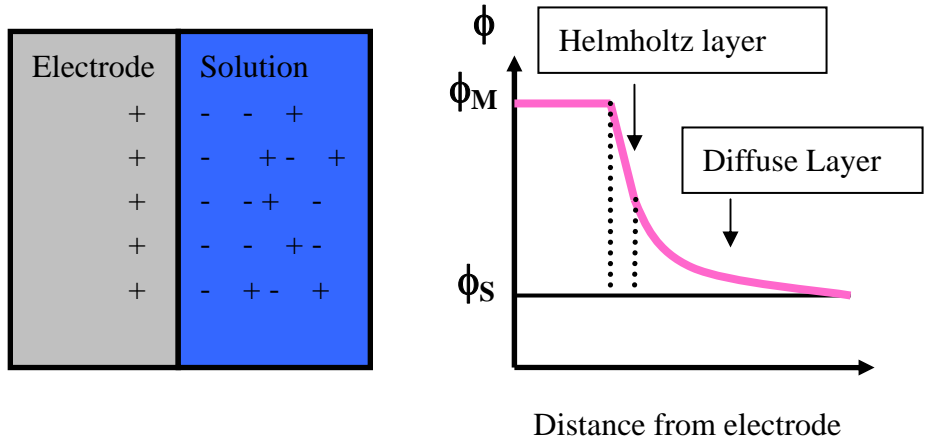 Electrode Solution
+ - - +
+ - + - +
+ - - + -
+ - - + -
+ - + - +
ϕ
Helmholtz layer
ϕM
Diffuse Layer
ϕS
Distance from electrode